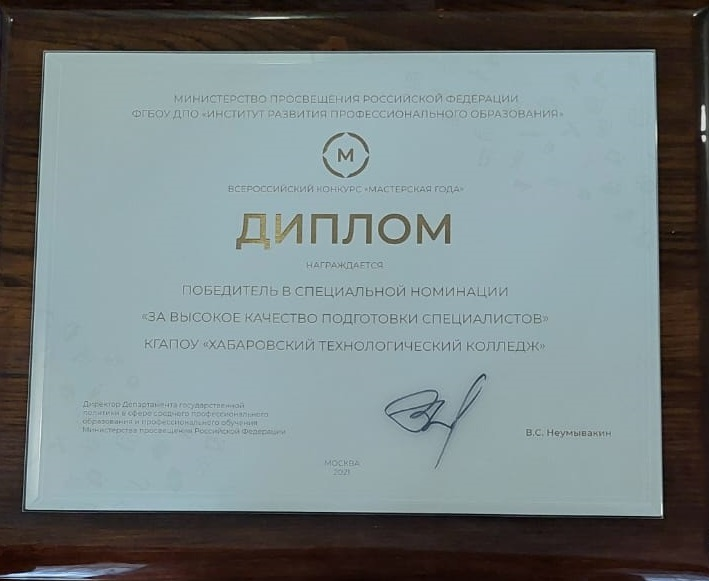 МИНИСТЕРСТВО ПРОСВЕЩЕНИЯ РОССИЙСКОЙ ФЕДЕРАЦИИ
ФГБОУ ДПО «ИНСТИТУТ РАЗВИТИЯ ПРОФЕССИОНАЛЬНОГО ОБРАЗОВАНИЯ»
М
ВСЕРОССИЙСКИЙ КОНКУРС «МАСТЕРСКАЯ ГОДА»
ДИПЛОМ
НАГРАЖДАЕТСЯ
ПОБЕДИТЕЛЬ В СПЕЦИАЛЬНОЙ НОМИНАЦИИ
«ЗА ВЫСОКОЕ КАЧЕСТВО ПОДГОТОВКИ СПЕЦИАЛИСТОВ»
КГАПОУ «ХАБАРОВСКИЙ ТЕХНОЛОГИЧЕСКИЙ КОЛЛЕДЖ»
Директор Департамента государственной
политики в сфере среднего профессионального
образования и профессионального обучения
Министерства просвещения Российской Федерации
В.С. Неумывакин
МОСКВА
2021